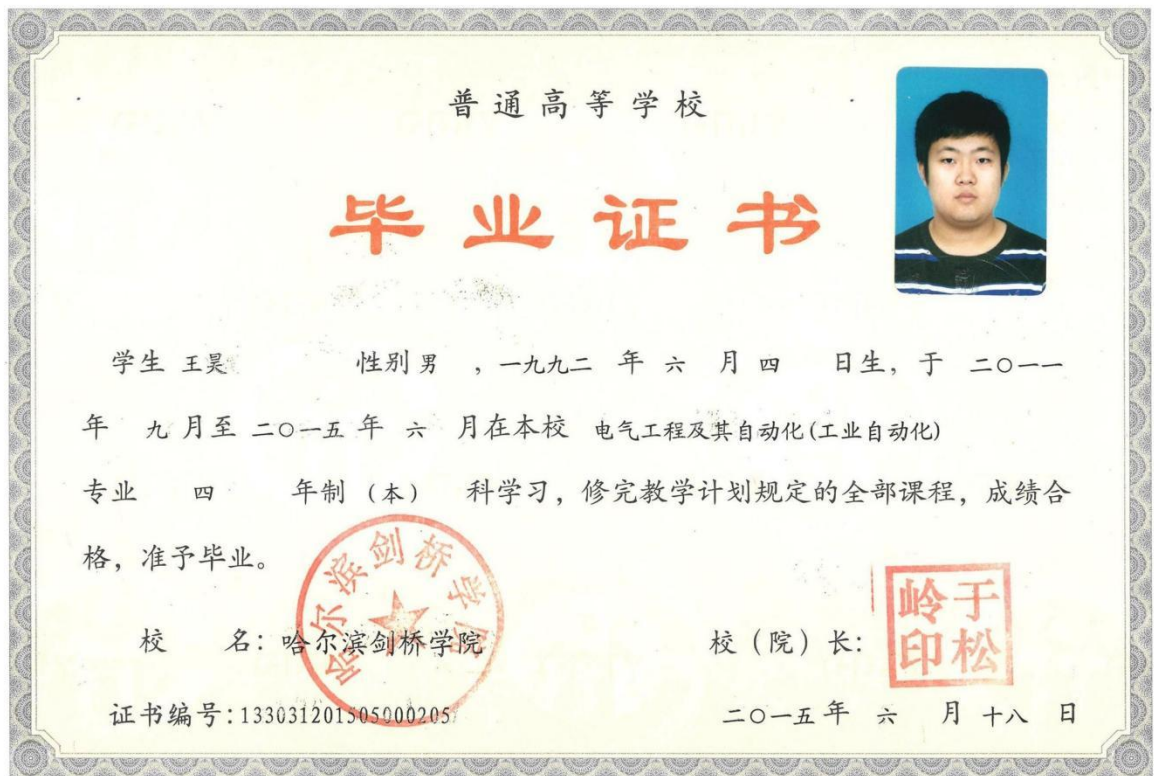 普通高等学校
毕业证书
学生 王昊 性别 男 ，一九九二 年 六 月 四 日生，于 二〇一一
年 九 月至 二〇一五 年 六 月在本校 电气工程及其自动化(工业自动化)
专业 四 年制 （本） 科学习，修完教学计划规定的全部课程，成绩合
格，准予毕业。
哈尔滨剑桥学院
校 名：哈尔滨剑桥学院
校（院）长：
于松岭印
证书编号：133031201505000205
二〇一五 年 六 月 十八 日